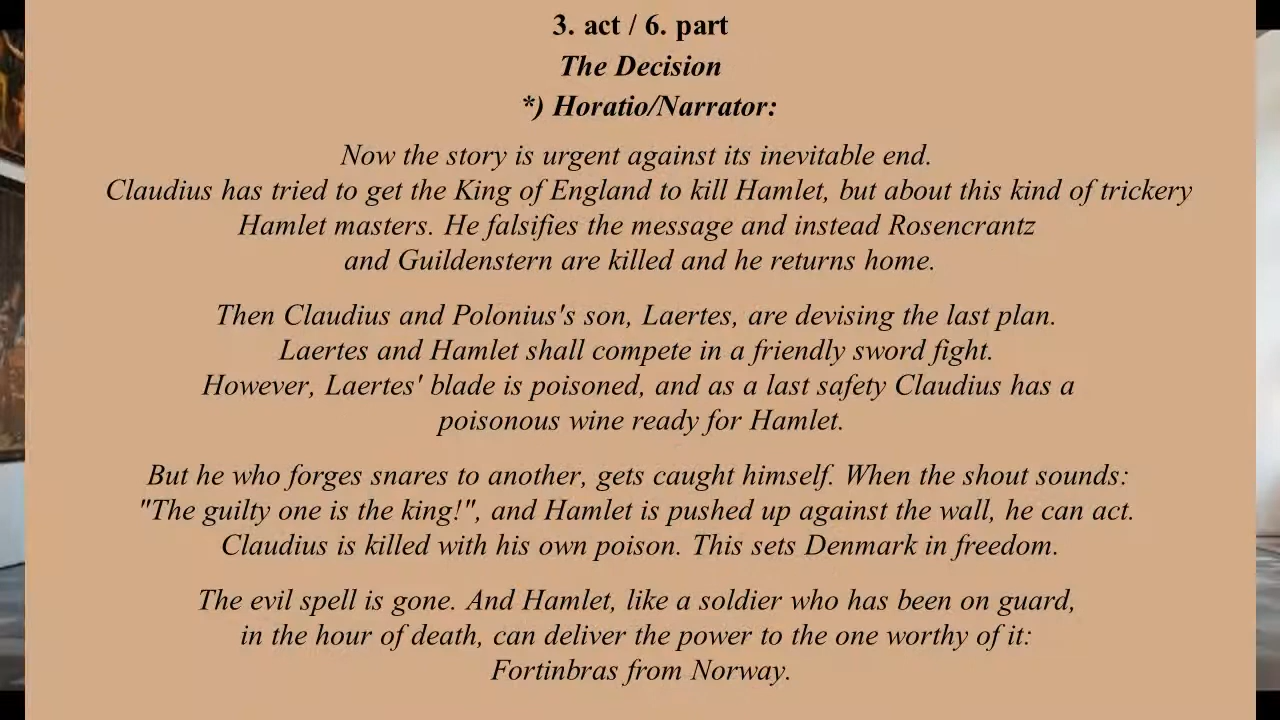 3. act / 6. part
The Decision
*) Horatio/Narrator:
Now the story is urgent against its inevitable end.
Claudius has tried to get the King of England to kill Hamlet, but about this kind of trickery
Hamlet masters. He falsifies the message and instead Rosencrantz
and Guildenstern are killed and he returns home.
Then Claudius and Polonius's son, Laertes, are devising the last plan.
Laertes and Hamlet shall compete in a friendly sword fight.
However, Laertes' blade is poisoned, and as a last safety Claudius has a
poisonous wine ready for Hamlet.
But he who forges snares to another, gets caught himself. When the shout sounds:
"The guilty one is the king!", and Hamlet is pushed up against the wall, he can act.
Claudius is killed with his own poison. This sets Denmark in freedom.
The evil spell is gone. And Hamlet, like a soldier who has been on guard,
in the hour of death, can deliver the power to the one worthy of it:
Fortinbras from Norway.